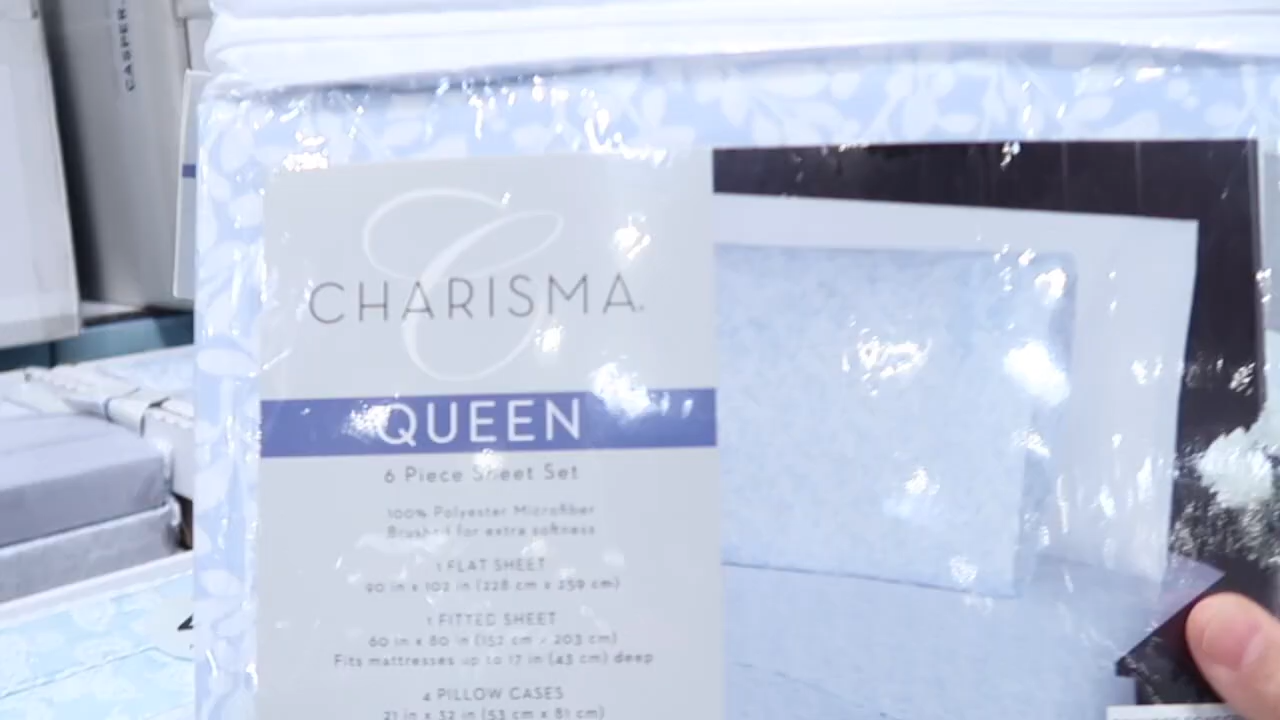 CASPER
CHARISMA
QUEEN
6 Piece Sheet Set
100% Polyester Microfiber
Brushed for extra softness
1 FLAT SHEET
90 in x 102 in (228 cm x 259 cm)
1 FITTED SHEET
60 in x 80 in (152 cm x 203 cm)
Fits mattresses up to 17 in (43 cm) deep
4 PILLOW CASES
21 in x 32 in (53 cm x 81 cm)